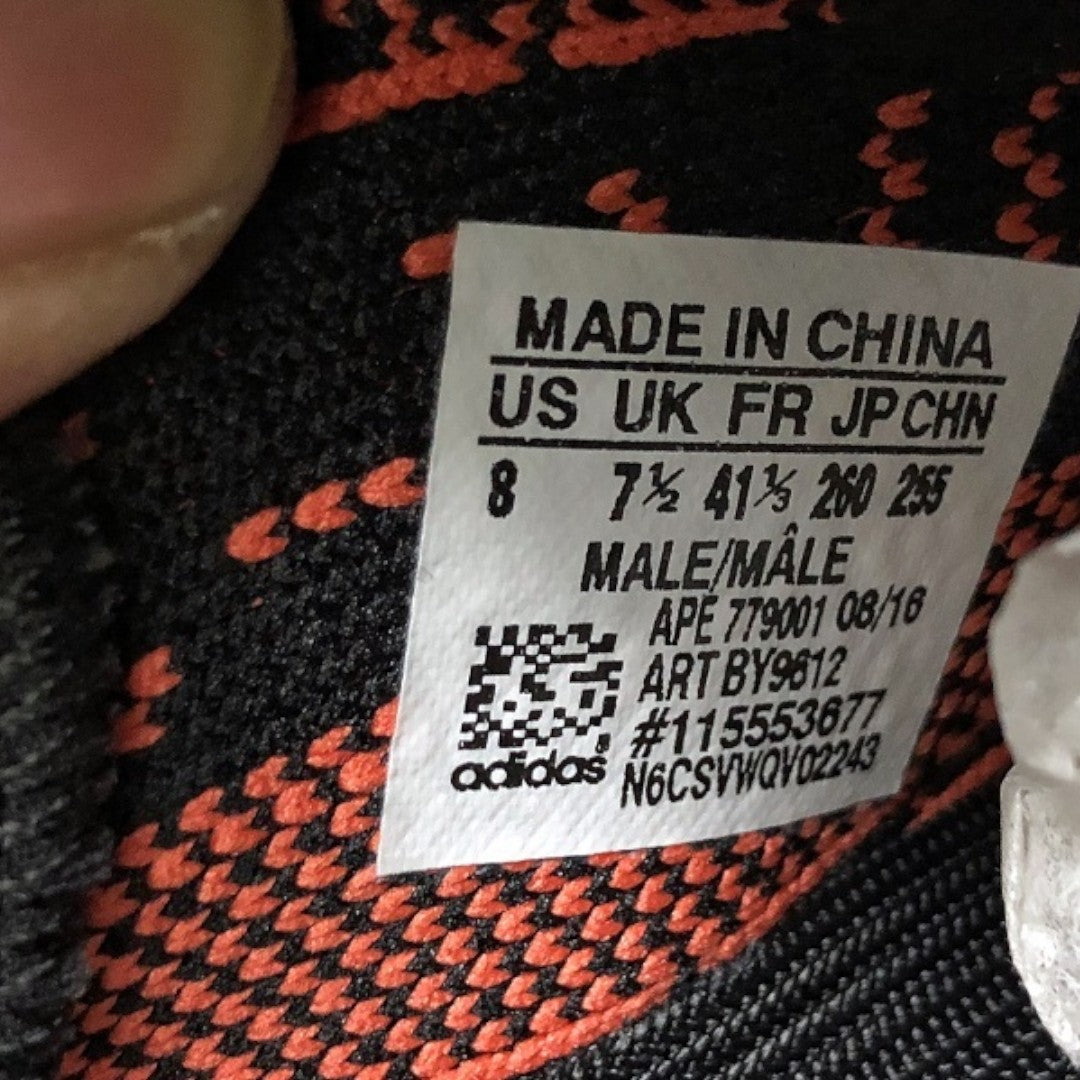 MADE IN CHINA
US UK FR JP CHN
8 7½ 41⅓ 260 255
MALE/MÂLE
APE 779001 08/16
ART BY9612
#115553677
adidas®
N6CSVWQV02243